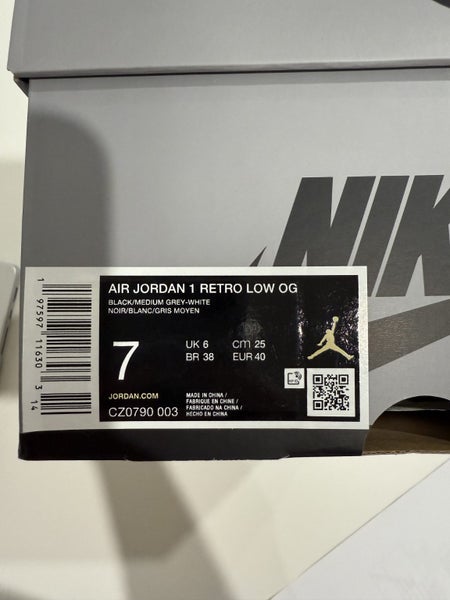 NIK
AIR JORDAN 1 RETRO LOW OG
BLACK/MEDIUM GREY-WHITE
NOIR/BLANC/GRIS MOYEN
7
UK 6 cm 25
BR 38 EUR 40
JORDAN.COM
CZ0790 003
MADE IN CHINA /
FABRIQUE EN CHINE /
FABRICADO NA CHINA /
HECHO EN CHINA
1 97597 11630 3 14